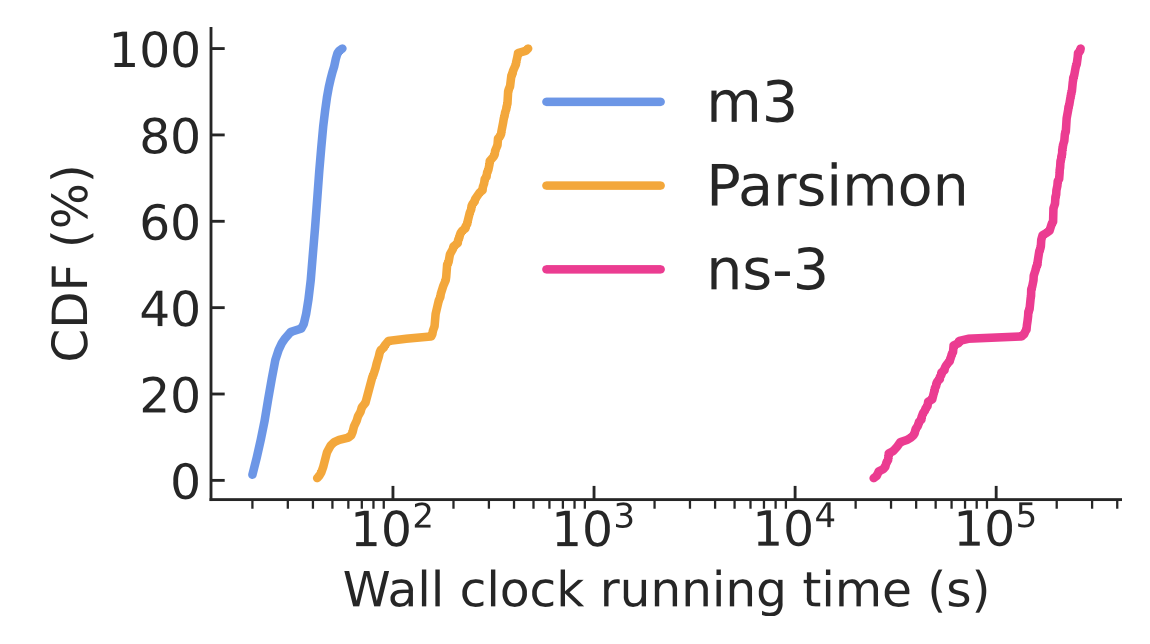 CDF (%)
100
80
60
40
20
0
m3
Parsimon
ns-3
10²
10³
10⁴
10⁵
Wall clock running time (s)